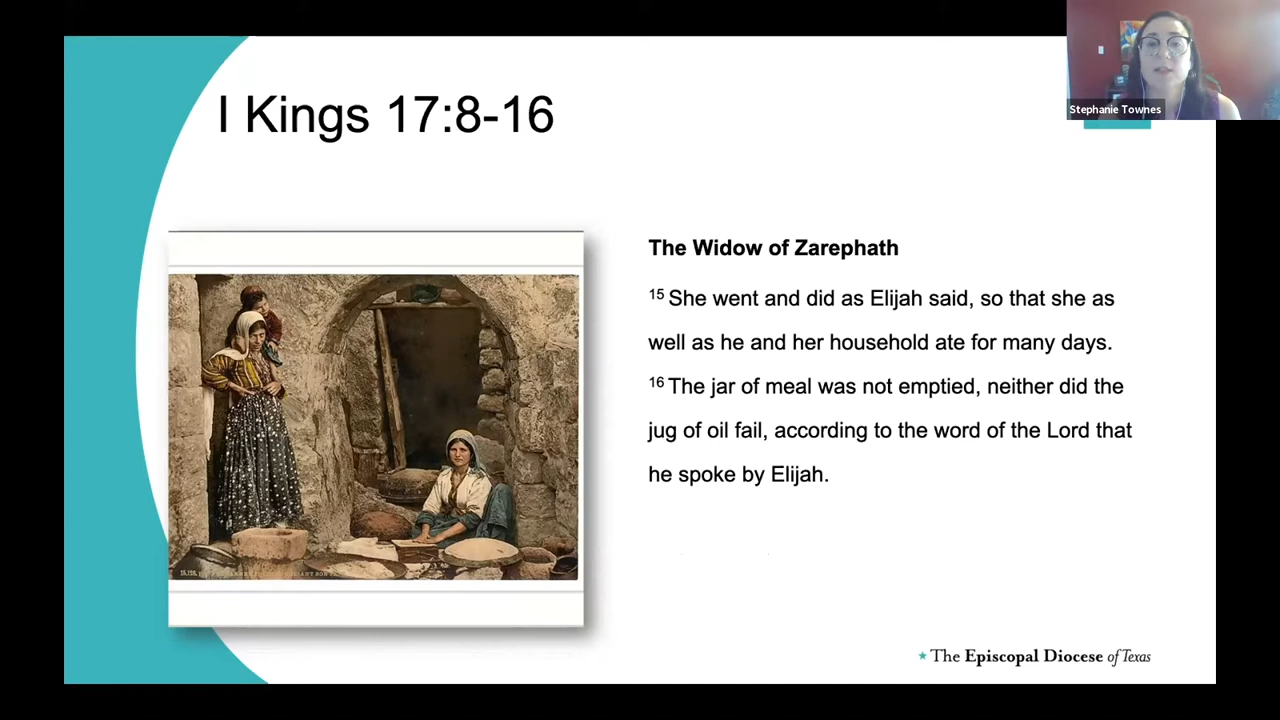 Stephanie Townes
I Kings 17:8-16
The Widow of Zarephath
15 She went and did as Elijah said, so that she as
well as he and her household ate for many days.
16 The jar of meal was not emptied, neither did the
jug of oil fail, according to the word of the Lord that
he spoke by Elijah.
The Episcopal Diocese of Texas